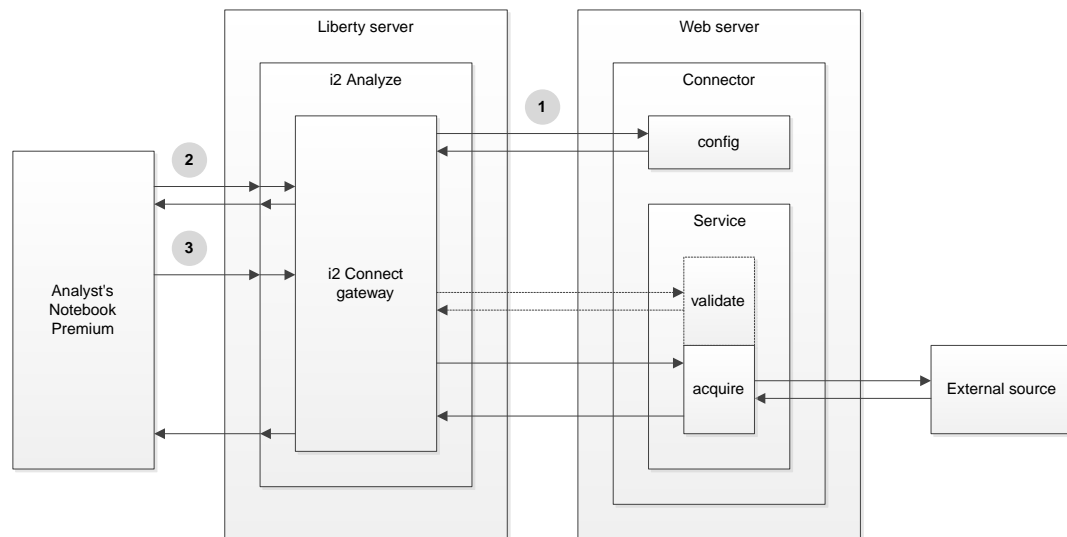 Liberty server
Web server
i2 Analyze
Connector
1
config
2
Service
3
i2 Connect
gateway
Analyst's
Notebook
Premium
validate
acquire
External source